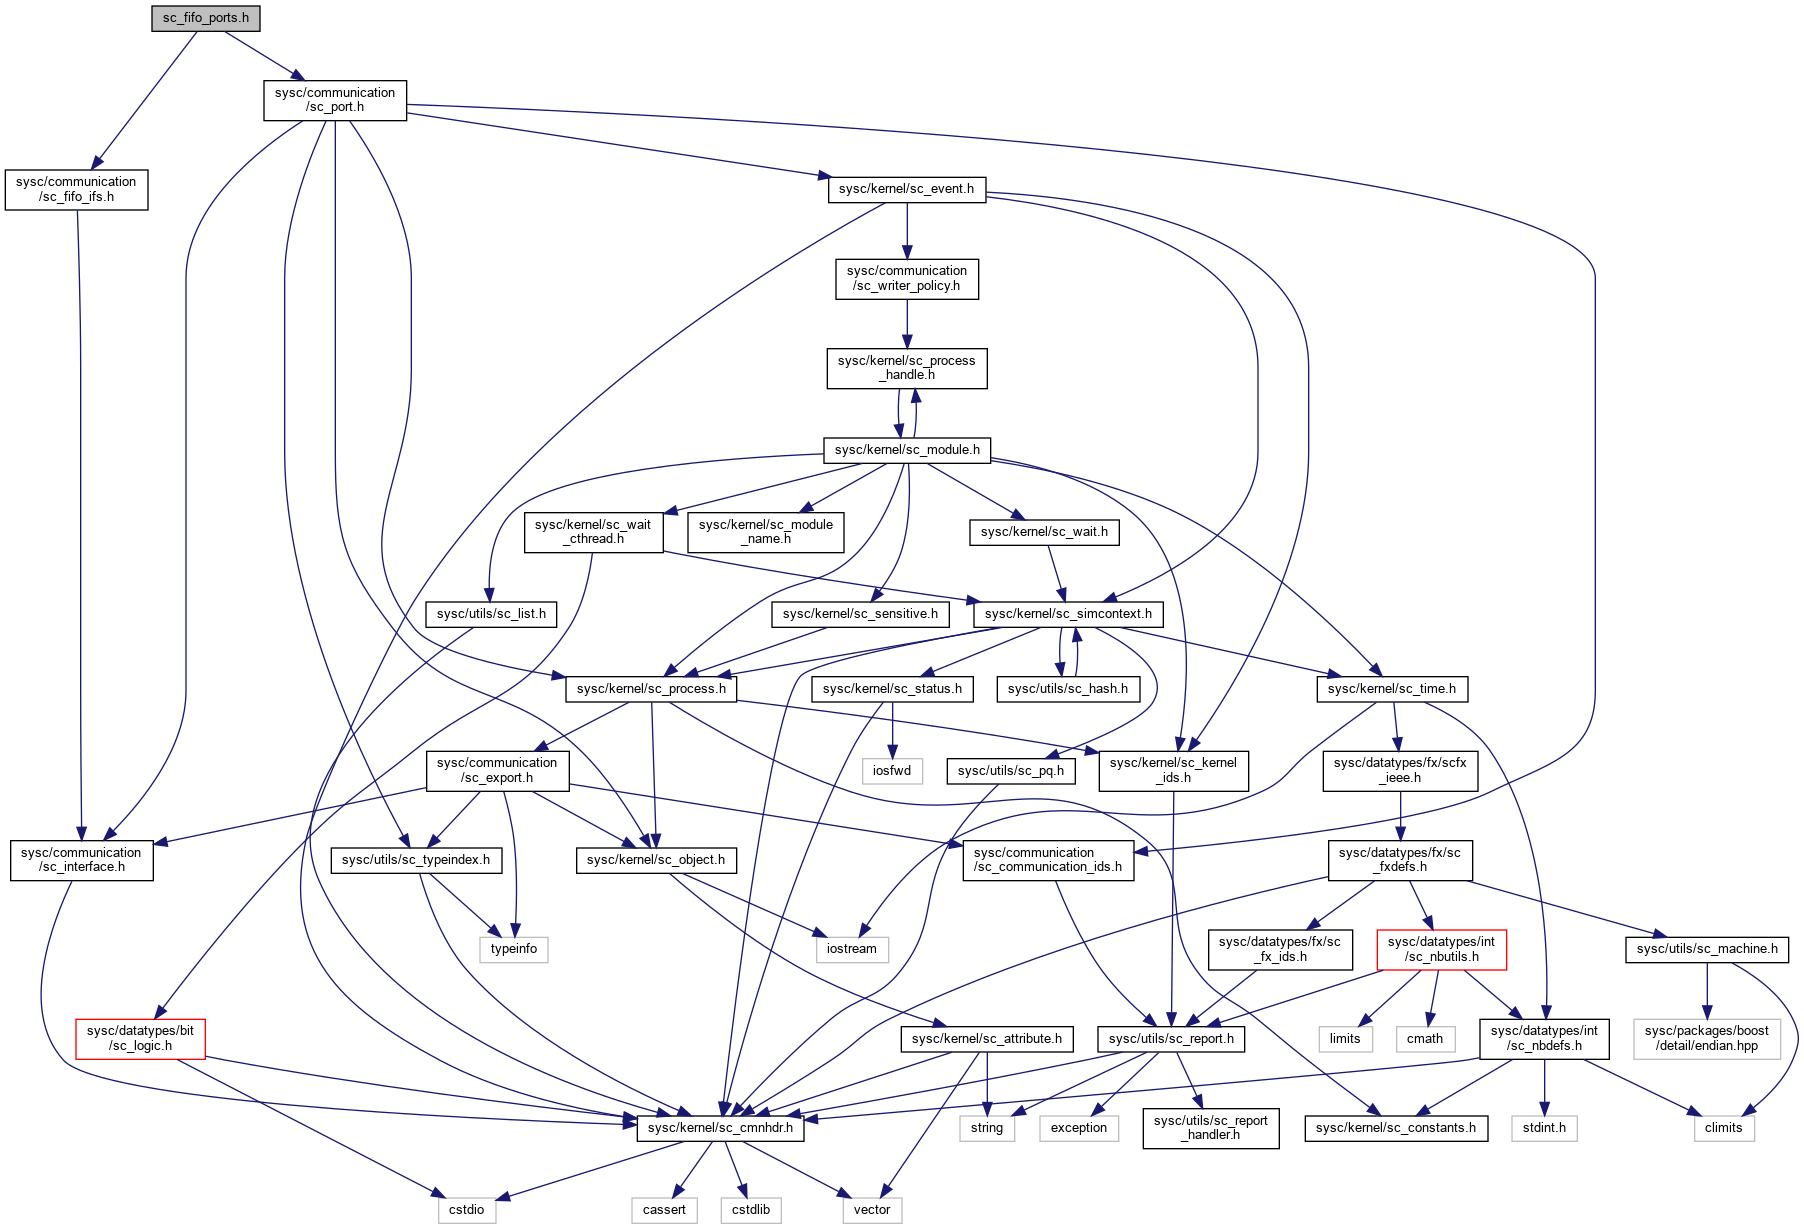 sc_fifo_ports.h
sysc/communication
/sc_port.h
sysc/communication
/sc_fifo_ifs.h
sysc/kernel/sc_event.h
sysc/communication
/sc_writer_policy.h
sysc/kernel/sc_process
_handle.h
sysc/kernel/sc_module.h
sysc/kernel/sc_wait
_cthread.h
sysc/kernel/sc_module
_name.h
sysc/kernel/sc_wait.h
sysc/utils/sc_list.h
sysc/kernel/sc_sensitive.h
sysc/kernel/sc_simcontext.h
sysc/kernel/sc_process.h
sysc/kernel/sc_status.h
sysc/utils/sc_hash.h
sysc/kernel/sc_time.h
sysc/communication
/sc_export.h
iosfwd
sysc/utils/sc_pq.h
sysc/kernel/sc_kernel
_ids.h
sysc/datatypes/fx/scfx
_ieee.h
sysc/communication
/sc_interface.h
sysc/utils/sc_typeindex.h
sysc/kernel/sc_object.h
sysc/communication
/sc_communication_ids.h
sysc/datatypes/fx/sc
_fxdefs.h
typeinfo
iostream
sysc/datatypes/fx/sc
_fx_ids.h
sysc/datatypes/int
/sc_nbutils.h
sysc/utils/sc_machine.h
sysc/datatypes/bit
/sc_logic.h
sysc/kernel/sc_attribute.h
sysc/utils/sc_report.h
limits
cmath
sysc/datatypes/int
/sc_nbdefs.h
sysc/packages/boost
/detail/endian.hpp
sysc/kernel/sc_cmnhdr.h
string
exception
sysc/utils/sc_report
_handler.h
sysc/kernel/sc_constants.h
stdint.h
climits
cstdio
cassert
cstdlib
vector